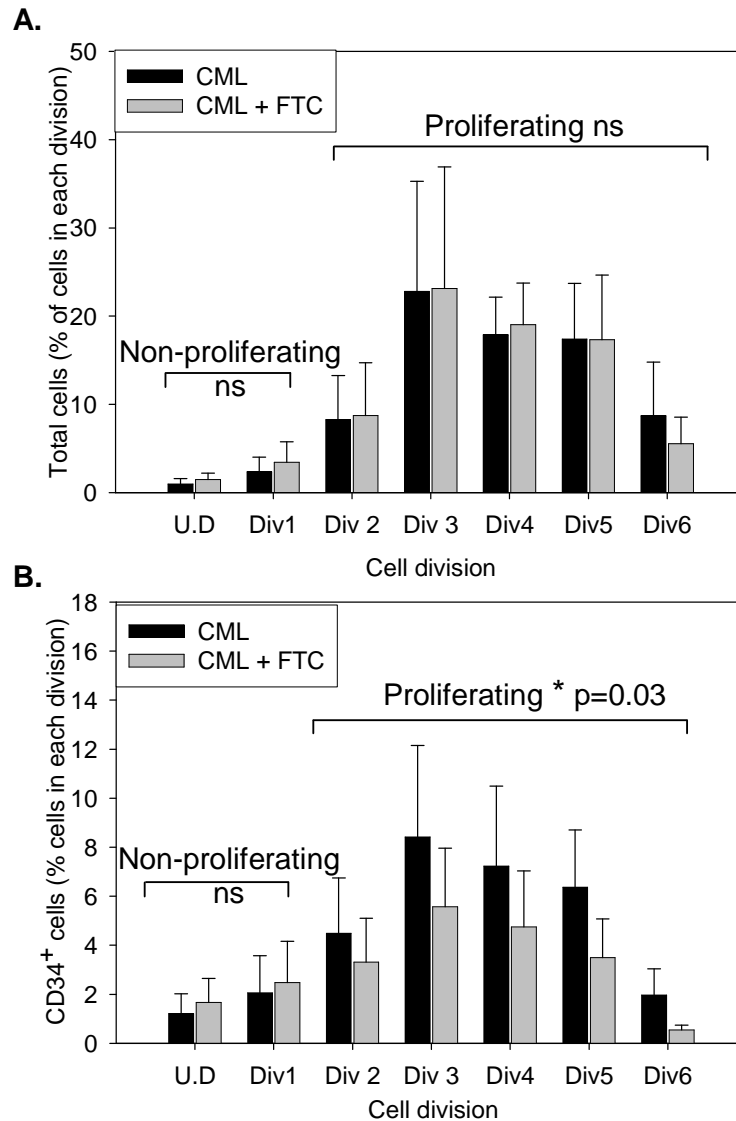 A.
50
40
30
20
10
0
Total cells (% of cells in each division)
CML
CML + FTC
Proliferating ns
Non-proliferating
ns
U.D Div1 Div 2 Div 3 Div4 Div5 Div6
Cell division
B.
18
16
14
12
10
8
6
4
2
0
CD34+ cells (% cells in each division)
CML
CML + FTC
Proliferating * p=0.03
Non-proliferating
ns
U.D Div1 Div 2 Div 3 Div4 Div5 Div6
Cell division